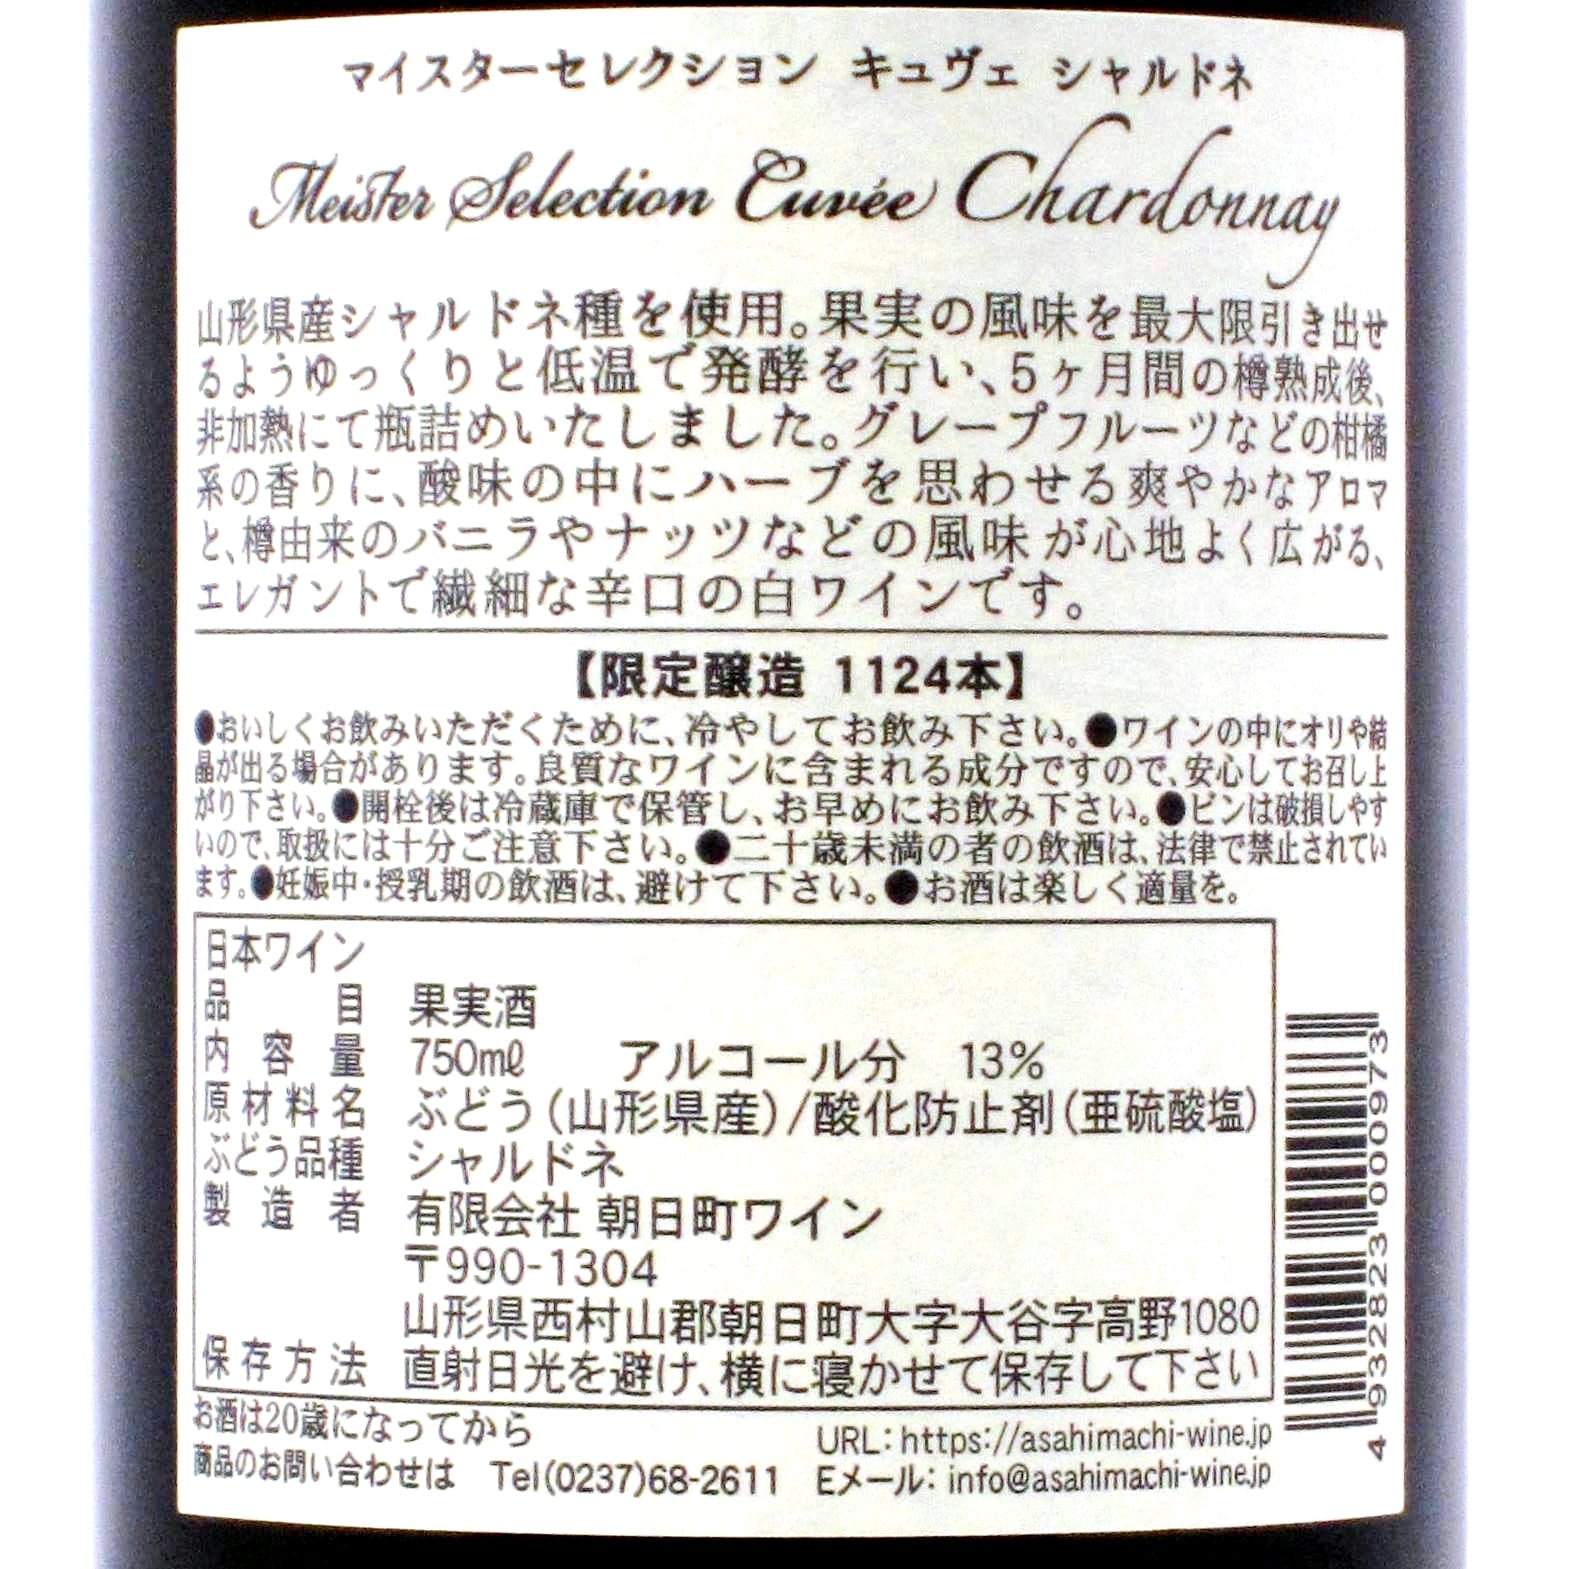 マイスターセレクション キュヴェ シャルドネ
Meister Selection Cuvée Chardonnay
山形県産シャルドネ種を使用。果実の風味を最大限引き出せ
るようゆっくりと低温で発酵を行い、5ヶ月間の樽熟成後、
非加熱にて瓶詰めいたしました。グレープフルーツなどの柑橘
系の香りに、酸味の中にハーブを思わせる爽やかなアロマ
と、樽由来のバニラやナッツなどの風味が心地よく広がる、
エレガントで繊細な辛口の白ワインです。
【限定醸造 1124本】
●おいしくお飲みいただくために、冷やしてお飲み下さい。●ワインの中にオリや結
晶が出る場合があります。良質なワインに含まれる成分ですので、安心してお召し上
がり下さい。●開栓後は冷蔵庫で保管し、お早めにお飲み下さい。●ビンは破損しやす
いので、取扱には十分ご注意下さい。●二十歳未満の者の飲酒は、法律で禁止されてい
ます。●妊娠中・授乳期の飲酒は、避けて下さい。●お酒は楽しく適量を。
日本ワイン
品目 果実酒
内容量 750mℓ アルコール分 13%
原材料名 ぶどう(山形県産)/酸化防止剤(亜硫酸塩)
ぶどう品種 シャルドネ
製造者 有限会社 朝日町ワイン
〒990-1304
山形県西村山郡朝日町大字大谷字高野1080
保存方法 直射日光を避け、横に寝かせて保存して下さい
お酒は20歳になってから
商品のお問い合わせは Tel(0237)68-2611
URL:https://asahimachi-wine.jp
Eメール:info@asahimachi-wine.jp
4 932823 000973